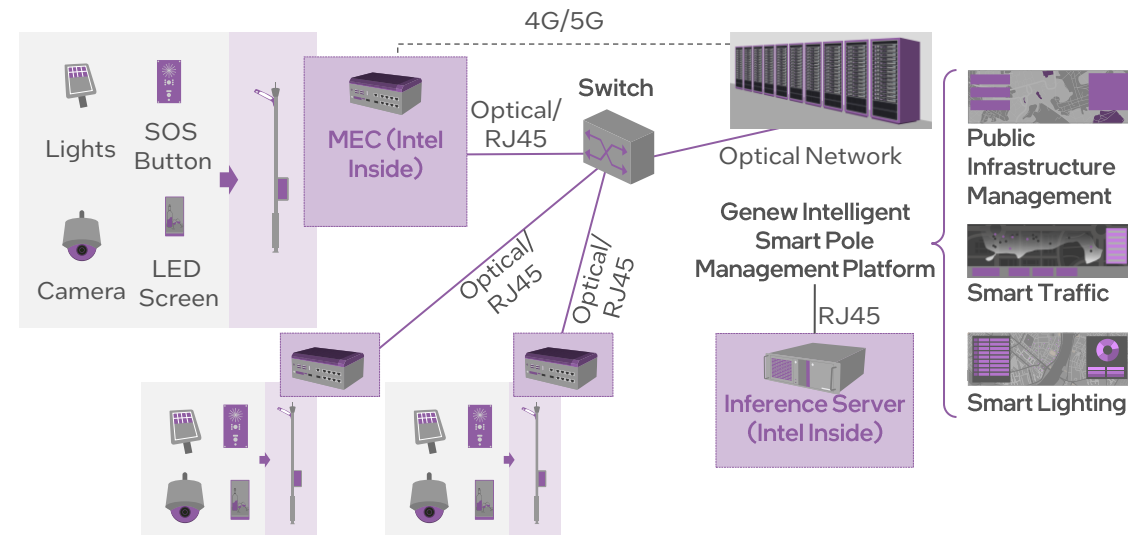 4G/5G
Lights
SOS
Button
Camera
LED
Screen
MEC (Intel
Inside)
Optical/
RJ45
Switch
Optical Network
Optical/
RJ45
Optical/
RJ45
Genew Intelligent
Smart Pole
Management Platform
RJ45
Inference Server
(Intel Inside)
Public
Infrastructure
Management
Smart Traffic
Smart Lighting